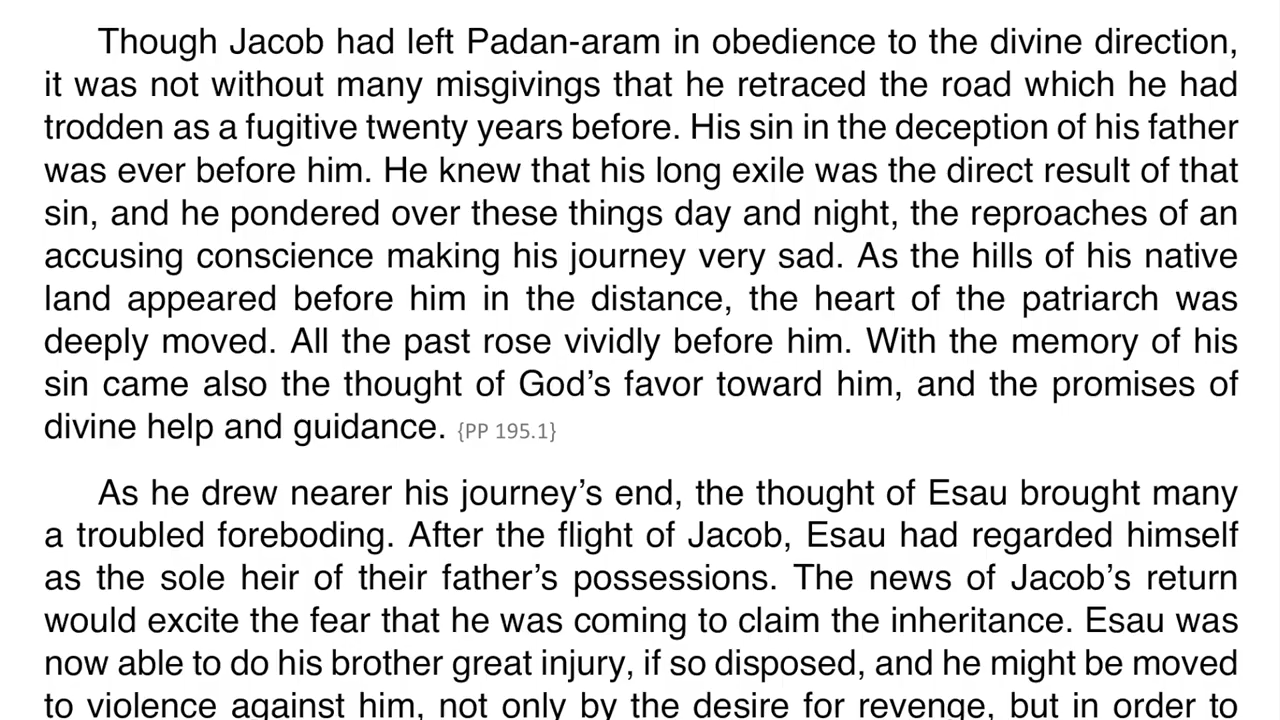 Though Jacob had left Padan-aram in obedience to the divine direction,
it was not without many misgivings that he retraced the road which he had
trodden as a fugitive twenty years before. His sin in the deception of his father
was ever before him. He knew that his long exile was the direct result of that
sin, and he pondered over these things day and night, the reproaches of an
accusing conscience making his journey very sad. As the hills of his native
land appeared before him in the distance, the heart of the patriarch was
deeply moved. All the past rose vividly before him. With the memory of his
sin came also the thought of God’s favor toward him, and the promises of
divine help and guidance. {PP 195.1}
As he drew nearer his journey’s end, the thought of Esau brought many
a troubled foreboding. After the flight of Jacob, Esau had regarded himself
as the sole heir of their father’s possessions. The news of Jacob’s return
would excite the fear that he was coming to claim the inheritance. Esau was
now able to do his brother great injury, if so disposed, and he might be moved
to violence against him, not only by the desire for revenge, but in order to